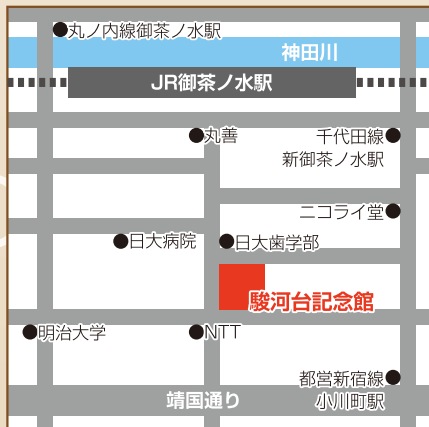 丸ノ内線御茶ノ水駅
神田川
JR御茶ノ水駅
丸善
千代田線
新御茶ノ水駅
ニコライ堂
日大病院
日大歯学部
駿河台記念館
明治大学
NTT
都営新宿線
小川町駅
靖国通り